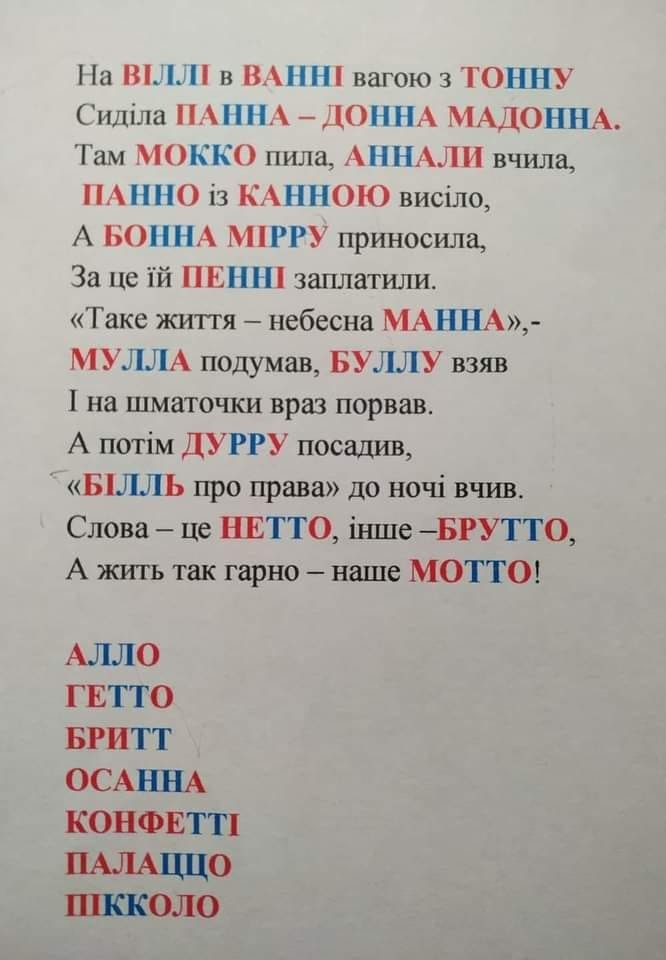 На ВІЛЛІ в ВАННІ вагою з ТОННУ
Сиділа ПАННА – ДОННА МАДОННА.
Там МОККО пила, АННАЛИ вчила,
ПАННО із КАННОЮ висіло,
А БОННА МІРРУ приносила,
За це їй ПЕННІ заплатили.
«Таке життя – небесна МАННА»,-
МУЛЛА подумав, БУЛЛУ взяв
І на шматочки враз порвав.
А потім ДУРРУ посадив,
«БІЛЛЬ про права» до ночі вчив.
Слова – це НЕТТО, інше –БРУТТО,
А жить так гарно – наше МОТТО!
АЛЛО
ГЕТТО
БРИТТ
ОСАННА
КОНФЕТТІ
ПАЛАЦЦО
ПІККОЛО